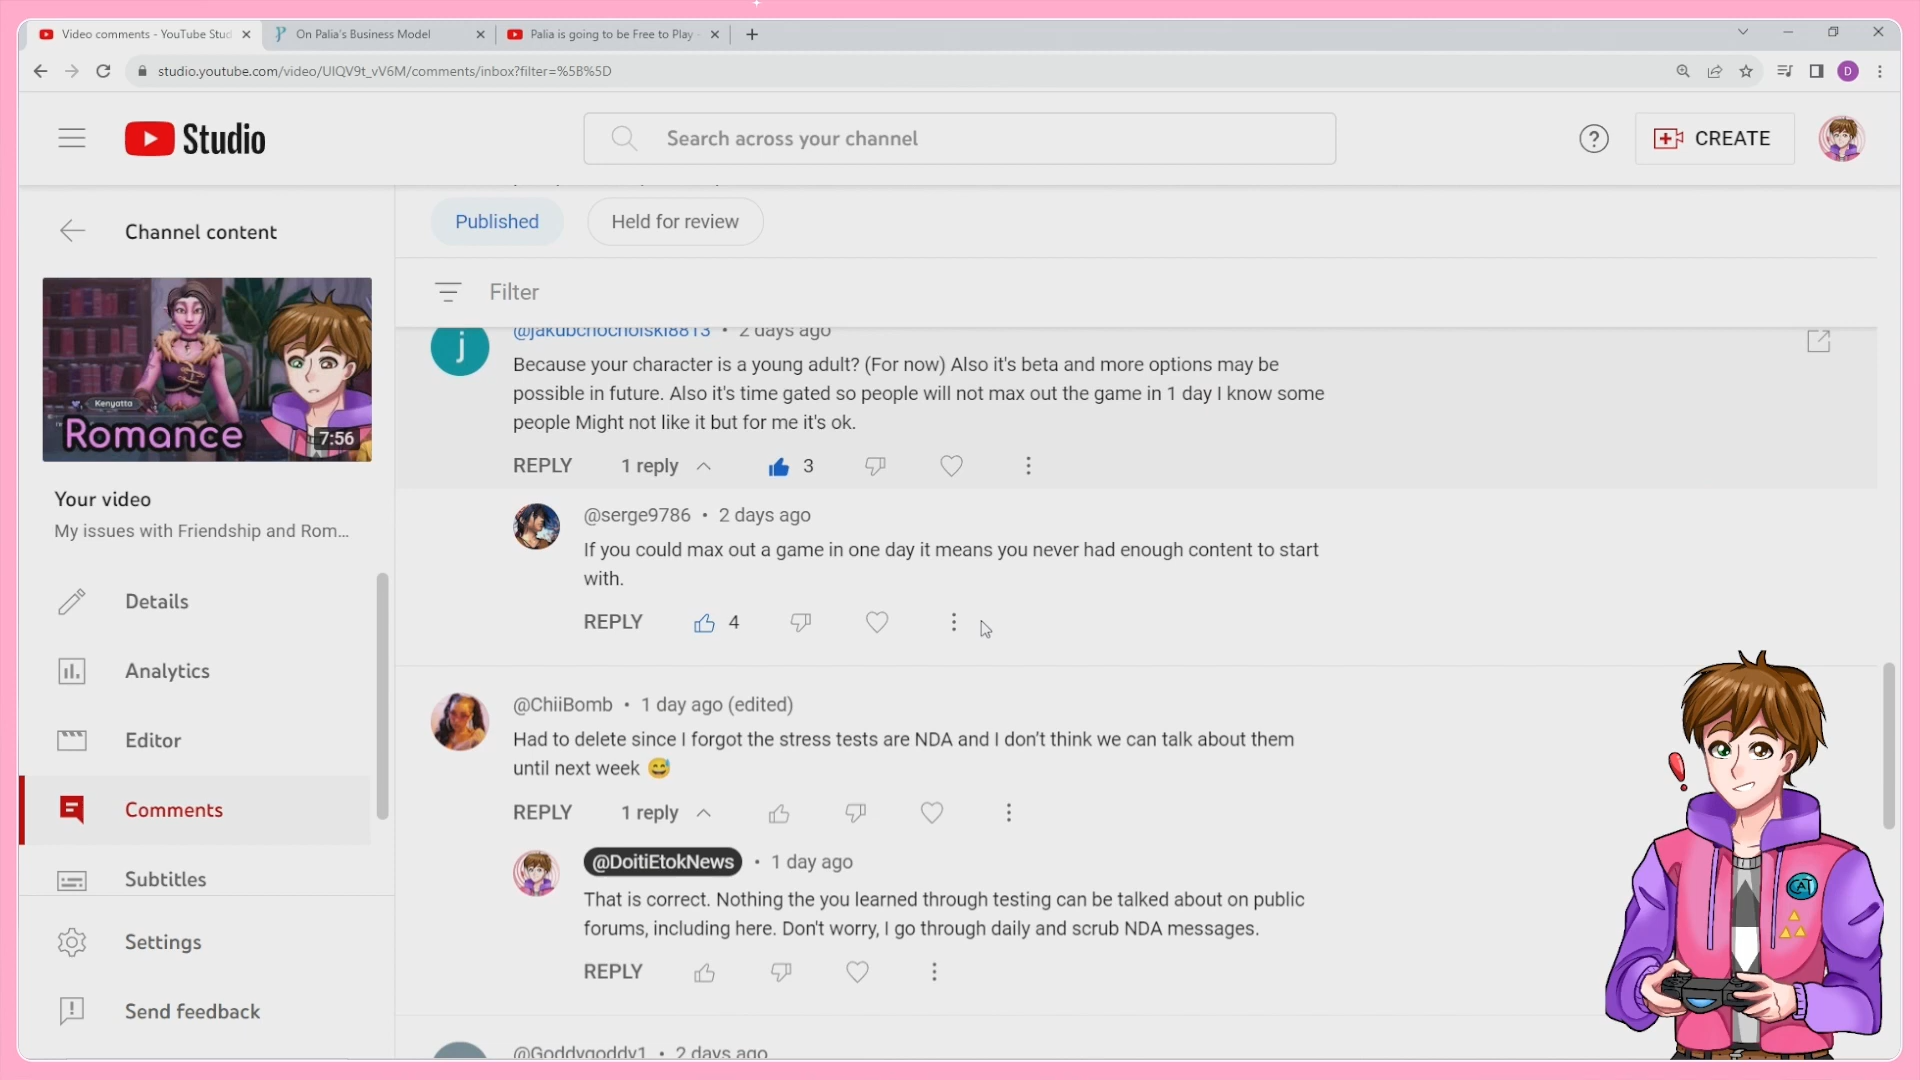 Video comments - YouTube Stud
On Palia's Business Model
Palia is going to be Free to Play -
studio.youtube.com/video/UIQV9t_vV6M/comments/inbox?filter=%5B%5D
D
Studio
Search across your channel
?
CREATE
Channel content
Published
Held for review
Filter
Kenyatta
Romance
7:56
Your video
My issues with Friendship and Rom...
Details
Analytics
Editor
Comments
Subtitles
Settings
Send feedback
j
@jakubchocholski8813 • 2 days ago
Because your character is a young adult? (For now) Also it's beta and more options may be
possible in future. Also it's time gated so people will not max out the game in 1 day I know some
people Might not like it but for me it's ok.
REPLY 1 reply 3
@serge9786 • 2 days ago
If you could max out a game in one day it means you never had enough content to start
with.
REPLY 4
@ChiiBomb • 1 day ago (edited)
Had to delete since I forgot the stress tests are NDA and I don't think we can talk about them
until next week 😅
REPLY 1 reply
@DoitiEtokNews • 1 day ago
That is correct. Nothing the you learned through testing can be talked about on public
forums, including here. Don't worry, I go through daily and scrub NDA messages.
REPLY
@Goddygoddy1 • 2 days ago
CAT